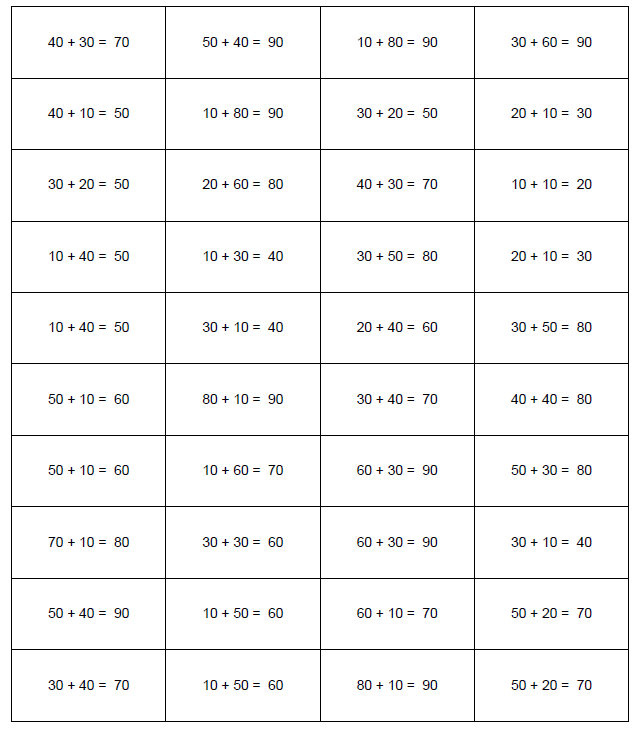 40 + 30 = 70 50 + 40 = 90 10 + 80 = 90 30 + 60 = 90
40 + 10 = 50 10 + 80 = 90 30 + 20 = 50 20 + 10 = 30
30 + 20 = 50 20 + 60 = 80 40 + 30 = 70 10 + 10 = 20
10 + 40 = 50 10 + 30 = 40 30 + 50 = 80 20 + 10 = 30
10 + 40 = 50 30 + 10 = 40 20 + 40 = 60 30 + 50 = 80
50 + 10 = 60 80 + 10 = 90 30 + 40 = 70 40 + 40 = 80
50 + 10 = 60 10 + 60 = 70 60 + 30 = 90 50 + 30 = 80
70 + 10 = 80 30 + 30 = 60 60 + 30 = 90 30 + 10 = 40
50 + 40 = 90 10 + 50 = 60 60 + 10 = 70 50 + 20 = 70
30 + 40 = 70 10 + 50 = 60 80 + 10 = 90 50 + 20 = 70